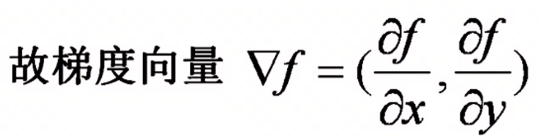 故梯度向量 ∇f = (∂f/∂x, ∂f/∂y)